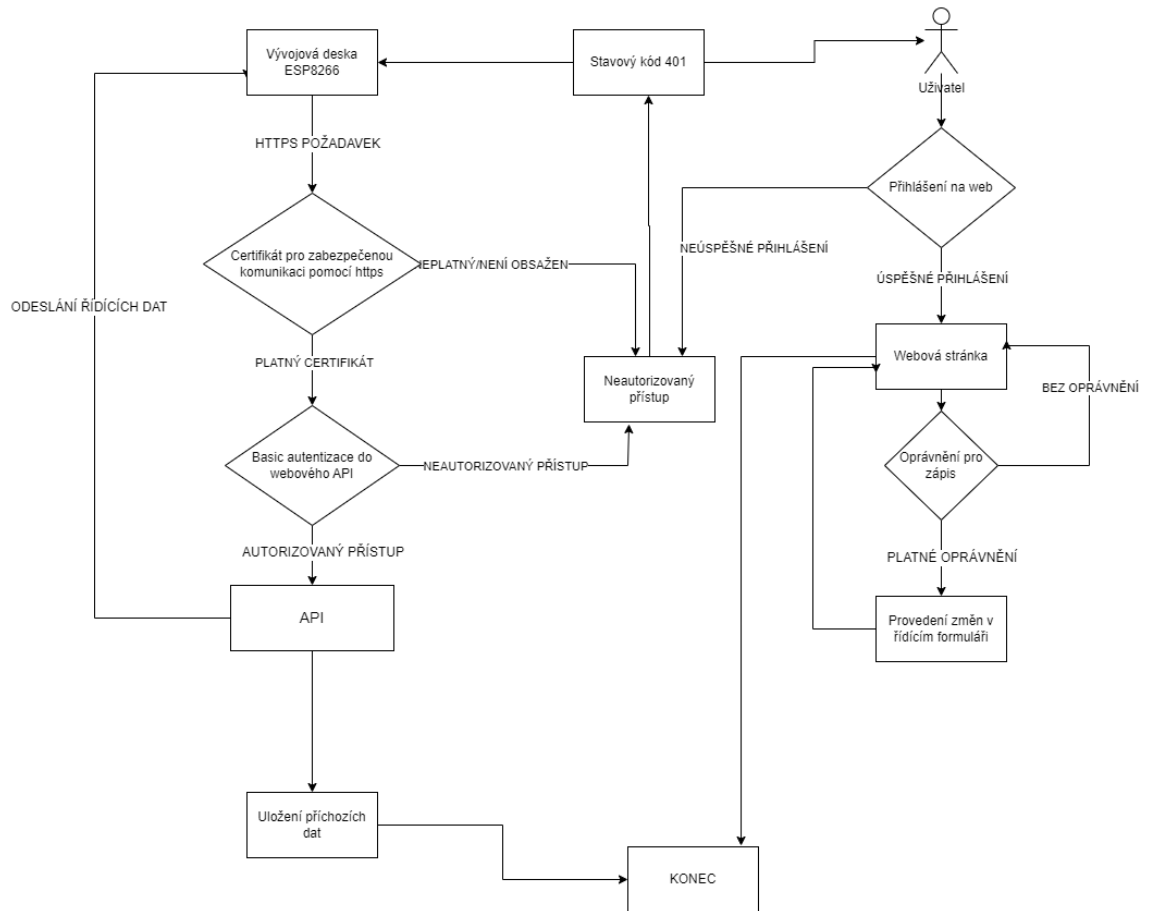 Vývojová deska
ESP8266
Stavový kód 401
Uživatel
HTTPS POŽADAVEK
Přihlášení na web
NEÚSPĚŠNÉ PŘIHLÁŠENÍ
Certifikát pro zabezpečenou
komunikaci pomocí https
NEPLATNÝ/NENÍ OBSAŽEN
ÚSPĚŠNÉ PŘIHLÁŠENÍ
ODESLÁNÍ ŘÍDÍCÍCH DAT
PLATNÝ CERTIFIKÁT
Webová stránka
Neautorizovaný
přístup
BEZ OPRÁVNĚNÍ
Basic autentizace do
webového API
NEAUTORIZOVANÝ PŘÍSTUP
Oprávnění pro
zápis
AUTORIZOVANÝ PŘÍSTUP
PLATNÉ OPRÁVNĚNÍ
API
Provedení změn v
řídícím formuláři
Uložení příchozích
dat
KONEC